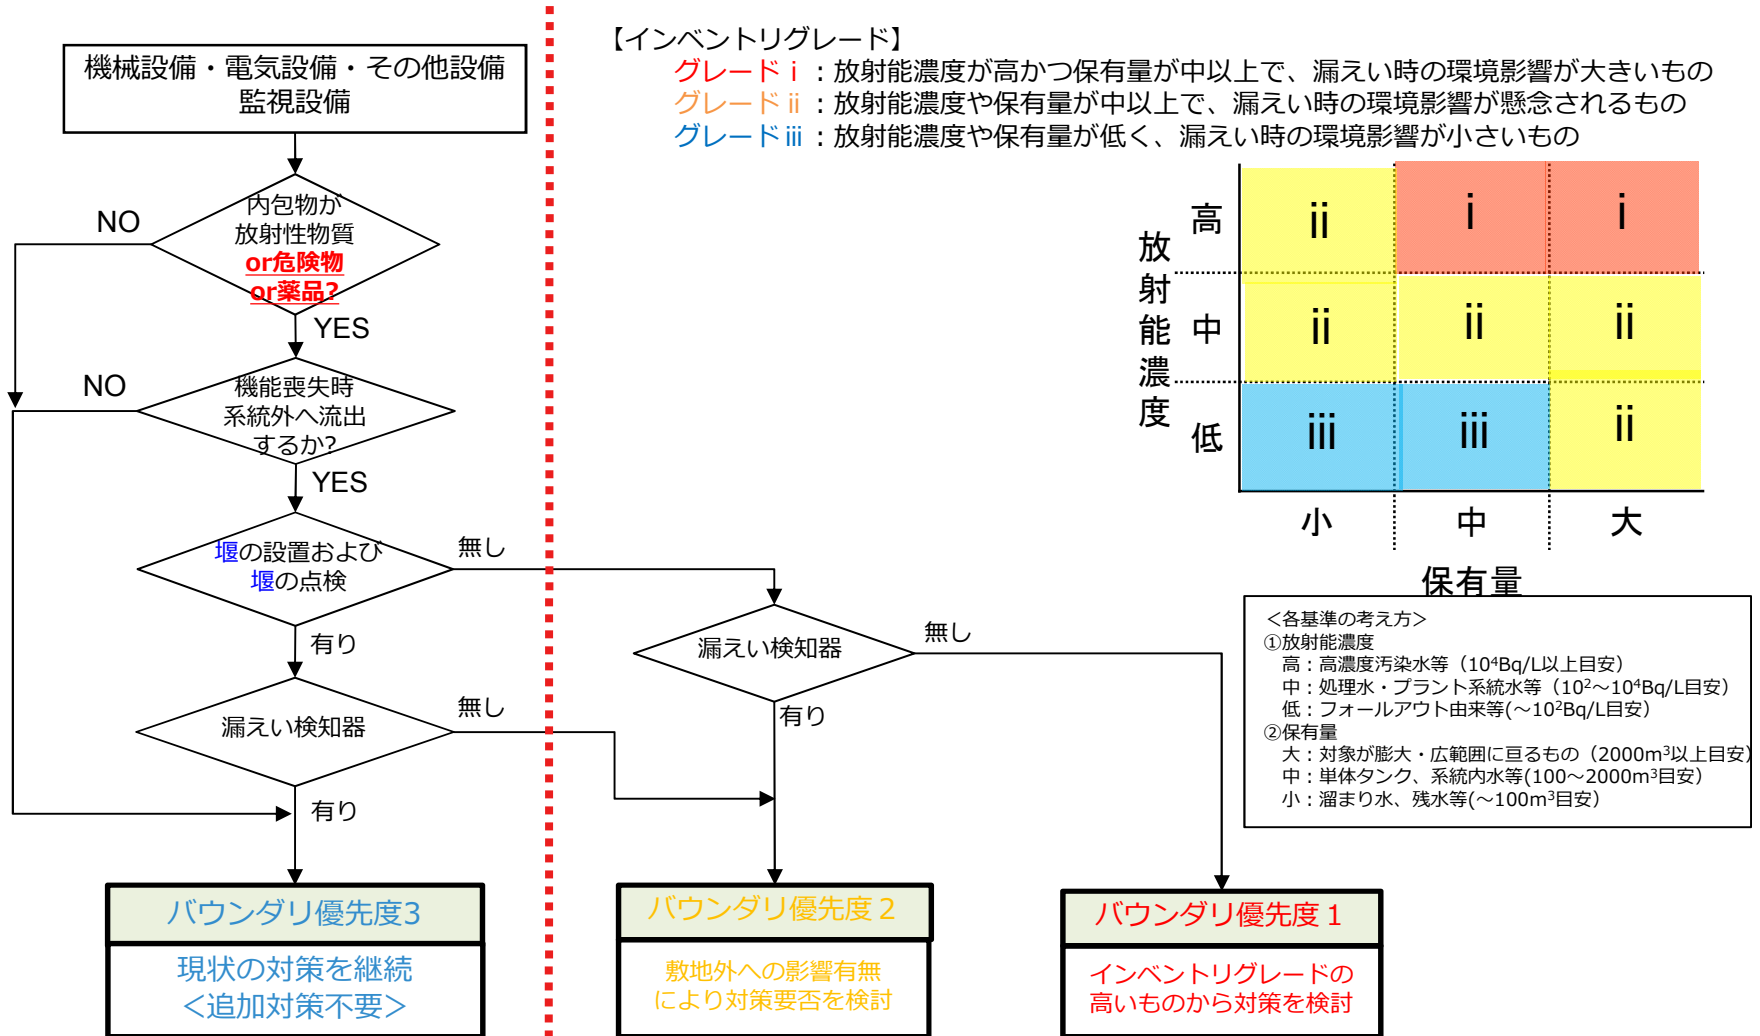 機械設備・電気設備・その他設備
監視設備
内包物が
放射性物質
or危険物
or薬品?
NO
YES
機能喪失時
系統外へ流出
するか?
NO
YES
堰の設置および
堰の点検
無し
有り
漏えい検知器
無し
有り
漏えい検知器
無し
有り
バウンダリ優先度3
現状の対策を継続
<追加対策不要>
バウンダリ優先度２
敷地外への影響有無
により対策要否を検討
バウンダリ優先度１
インベントリグレードの
高いものから対策を検討
【インベントリグレード】
グレードⅰ：放射能濃度が高かつ保有量が中以上で、漏えい時の環境影響が大きいもの
グレードⅱ：放射能濃度や保有量が中以上で、漏えい時の環境影響が懸念されるもの
グレードⅲ：放射能濃度や保有量が低く、漏えい時の環境影響が小さいもの
放射能濃度
高
ⅱ
ⅰ
ⅰ
中
ⅱ
ⅱ
ⅱ
低
ⅲ
ⅲ
ⅱ
小
中
大
保有量
＜各基準の考え方＞
①放射能濃度
高：高濃度汚染水等（10⁴Bq/L以上目安）
中：処理水・プラント系統水等（10²～10⁴Bq/L目安）
低：フォールアウト由来等(～10²Bq/L目安）
②保有量
大：対象が膨大・広範囲に亘るもの（2000m³以上目安）
中：単体タンク、系統内水等(100～2000m³目安）
小：溜まり水、残水等(～100m³目安）